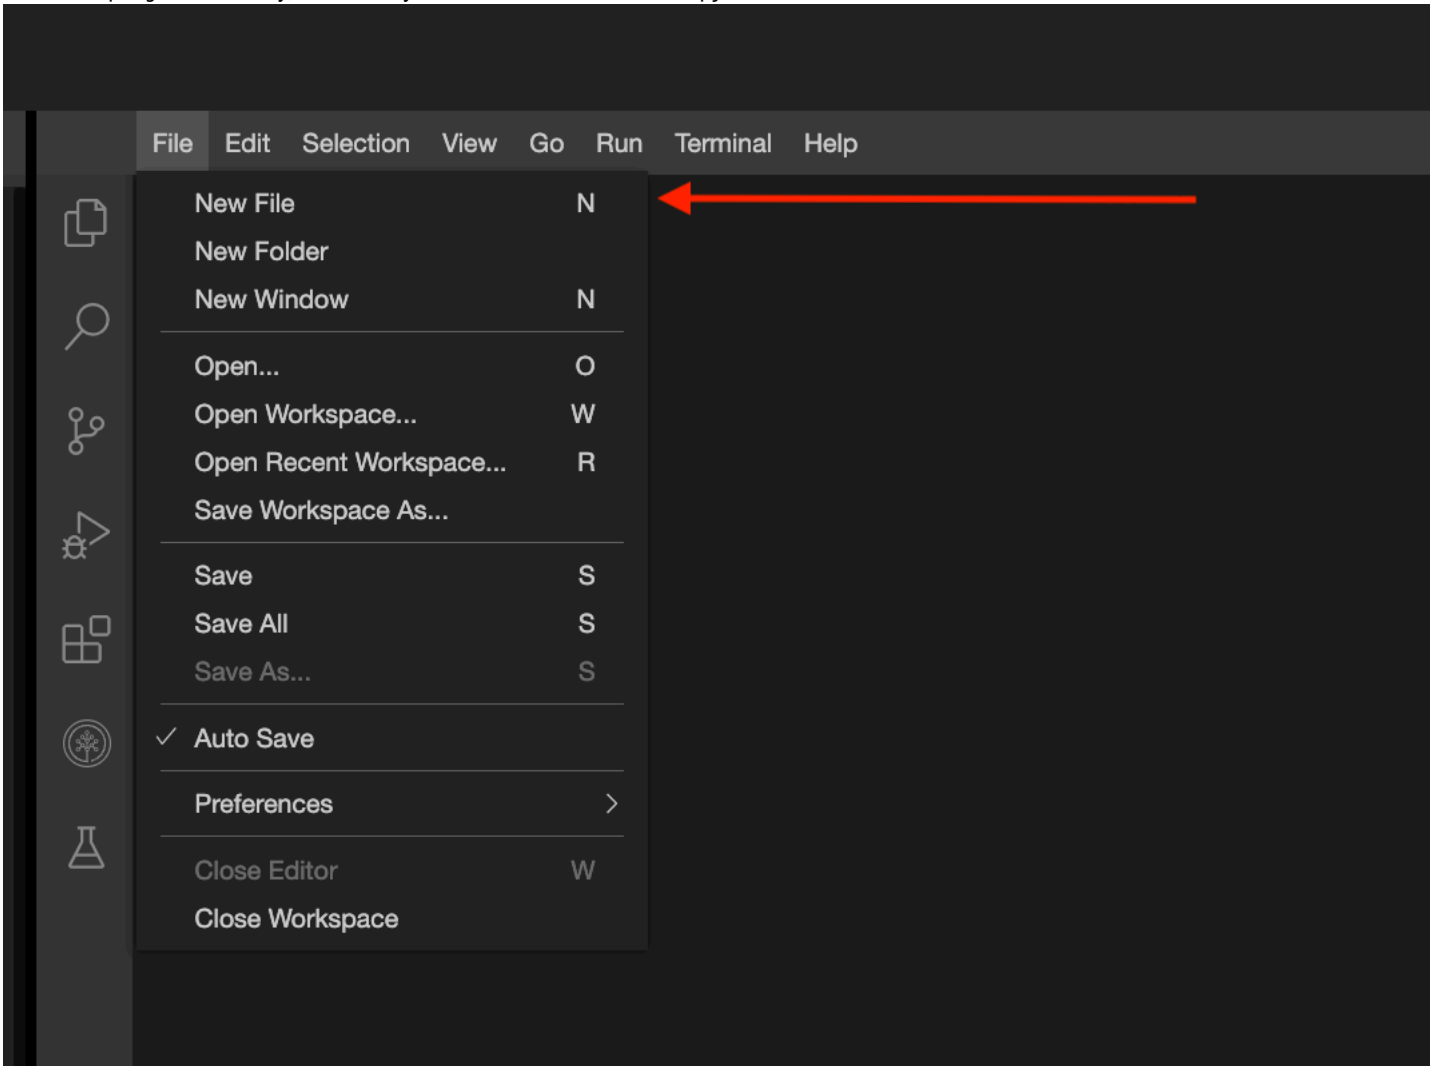 File Edit Selection View Go Run Terminal Help
New File N
New Folder
New Window N
Open... O
Open Workspace... W
Open Recent Workspace... R
Save Workspace As...
Save S
Save All S
Save As... S
Auto Save
Preferences
Close Editor W
Close Workspace